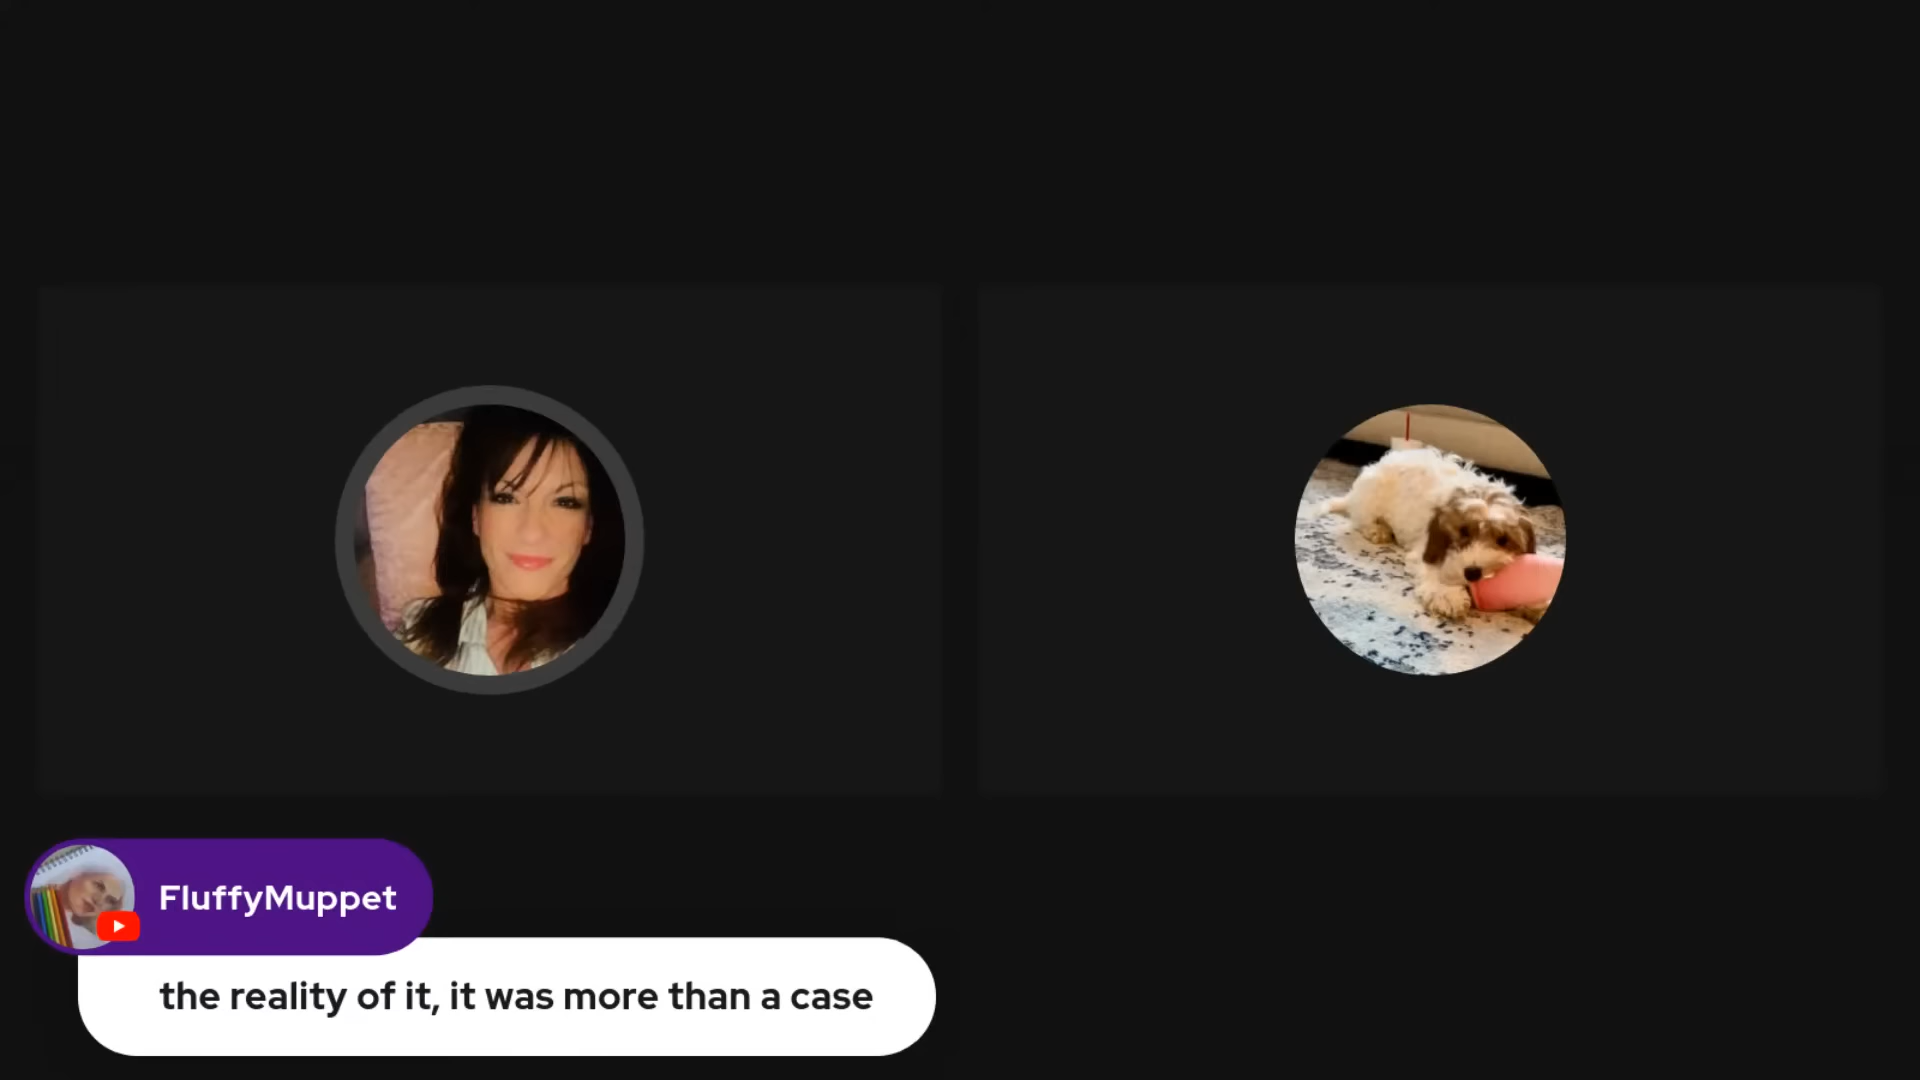 FluffyMuppet
the reality of it, it was more than a case